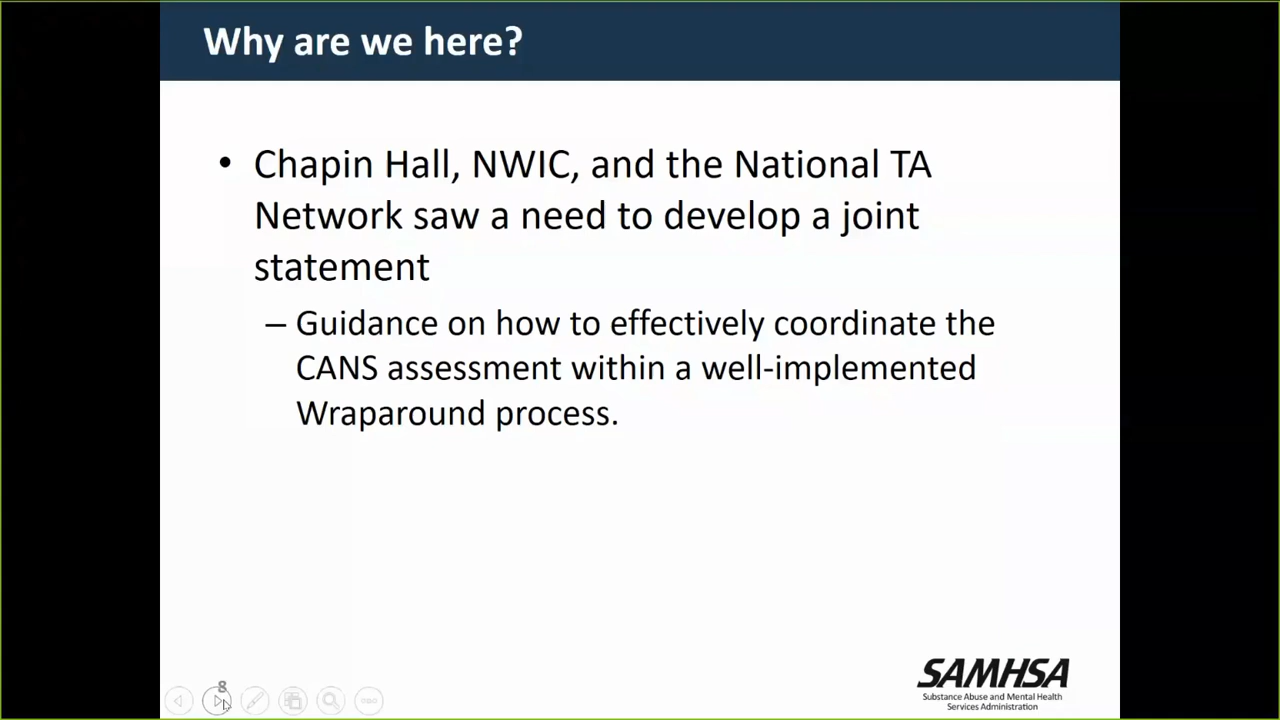 Why are we here?
• Chapin Hall, NWIC, and the National TA
Network saw a need to develop a joint
statement
– Guidance on how to effectively coordinate the
CANS assessment within a well-implemented
Wraparound process.
8
SAMHSA
Substance Abuse and Mental Health
Services Administration